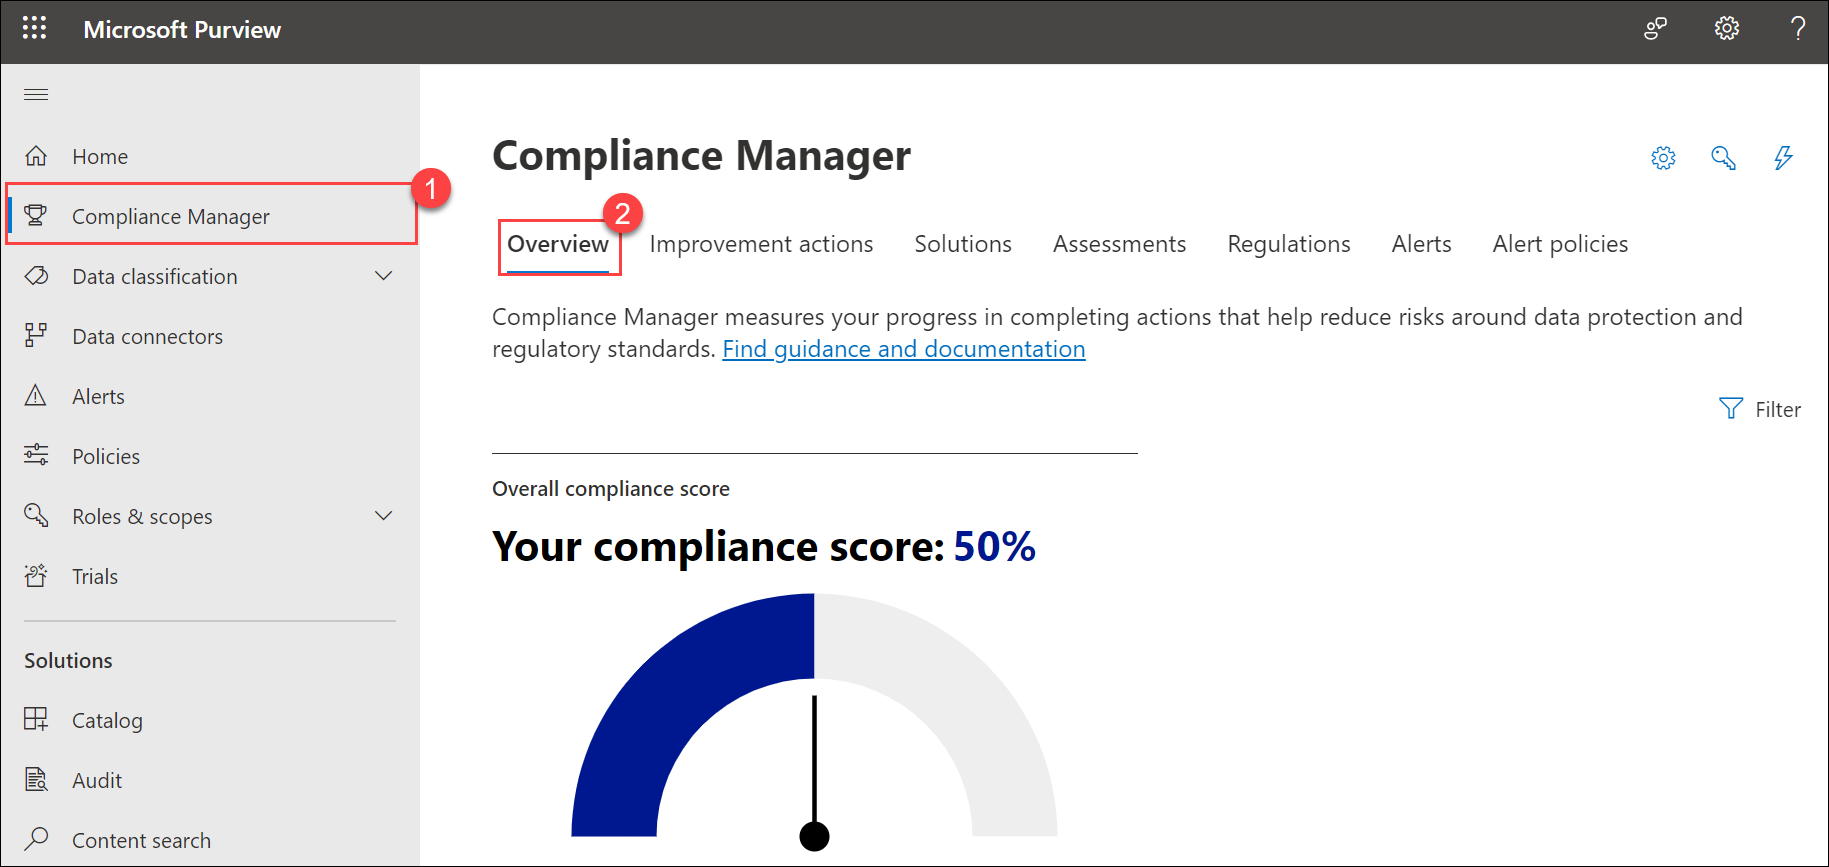 Microsoft Purview
?
Home
Compliance Manager
1
Data classification
Data connectors
Alerts
Policies
Roles & scopes
Trials
Solutions
Catalog
Audit
Content search
Compliance Manager
2
Overview Improvement actions Solutions Assessments Regulations Alerts Alert policies
Compliance Manager measures your progress in completing actions that help reduce risks around data protection and
regulatory standards. Find guidance and documentation
Filter
Overall compliance score
Your compliance score: 50%